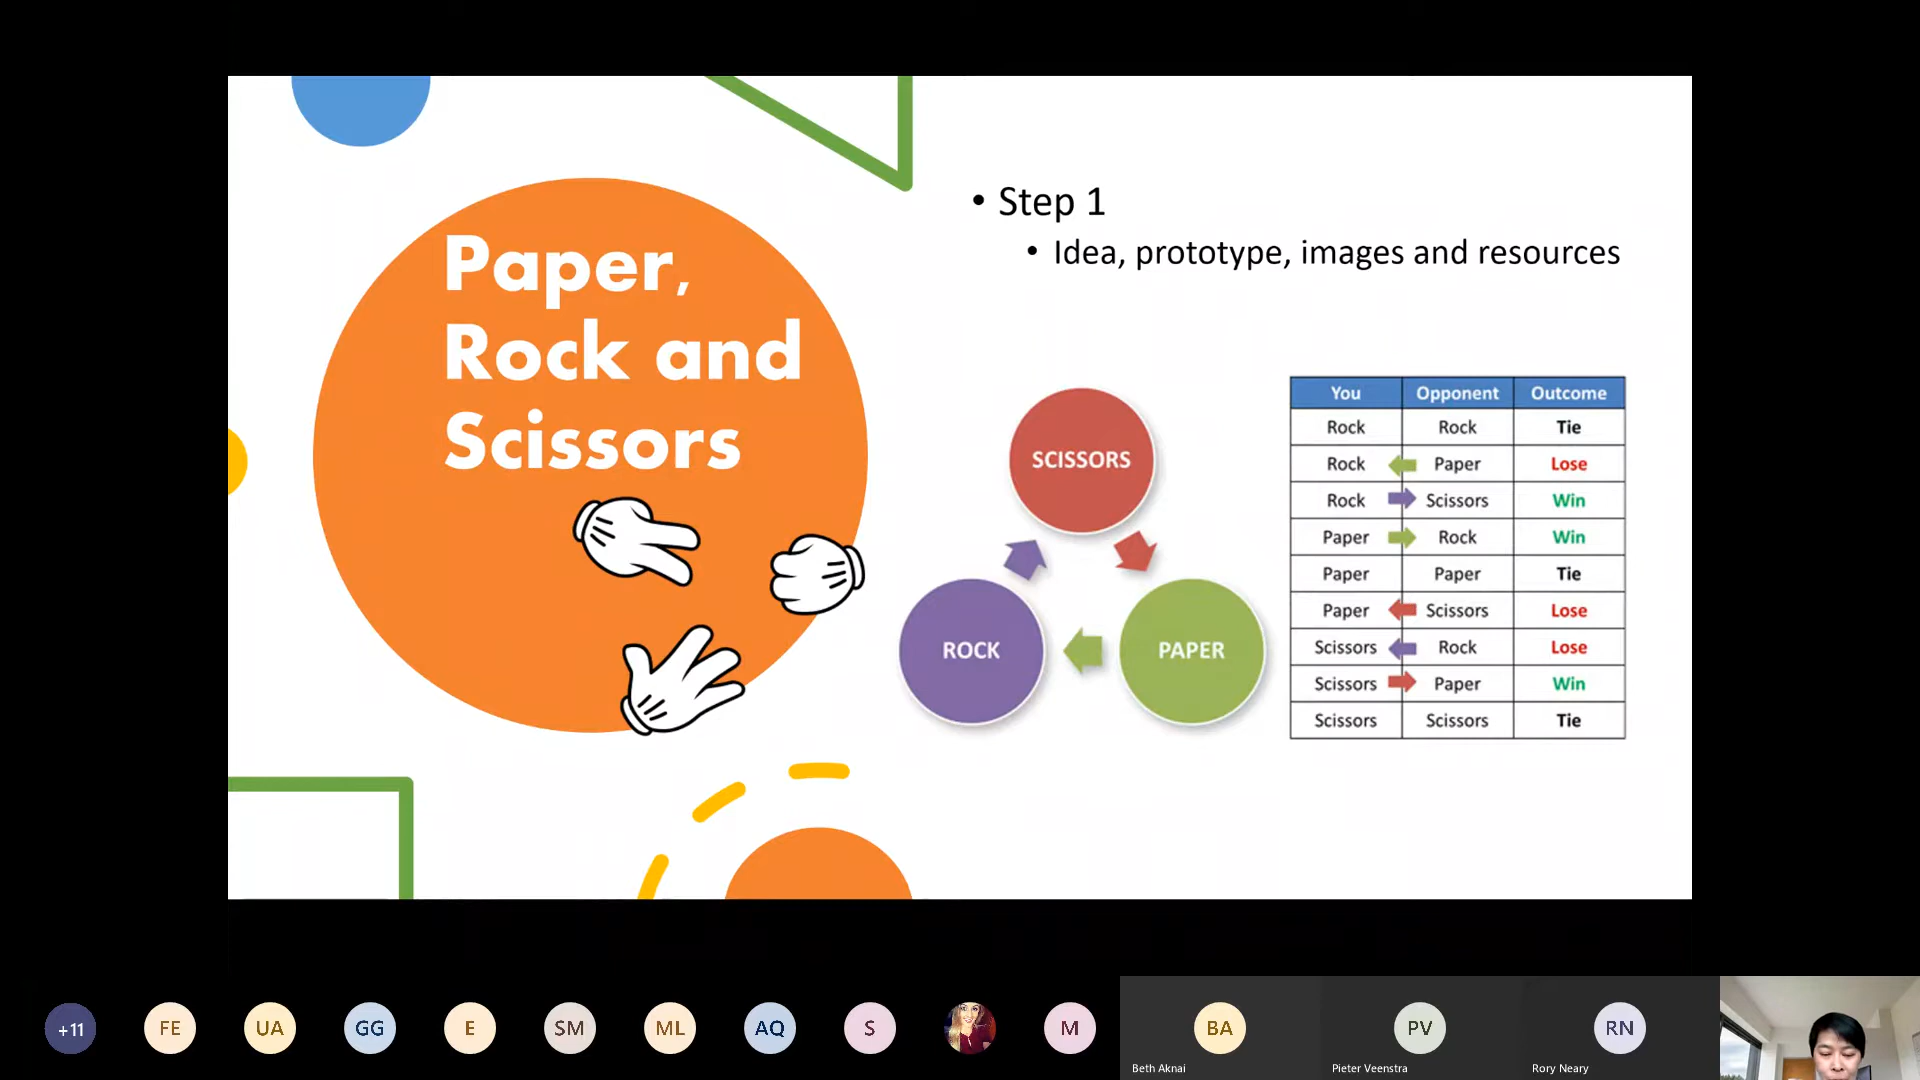 Paper,
Rock and
Scissors
• Step 1
• Idea, prototype, images and resources
SCISSORS
ROCK
PAPER
You Opponent Outcome
Rock Rock Tie
Rock Paper Lose
Rock Scissors Win
Paper Rock Win
Paper Paper Tie
Paper Scissors Lose
Scissors Rock Lose
Scissors Paper Win
Scissors Scissors Tie
+11 FE UA GG E SM ML AQ S M BA PV RN
Beth Aknai Pieter Veenstra Rory Neary